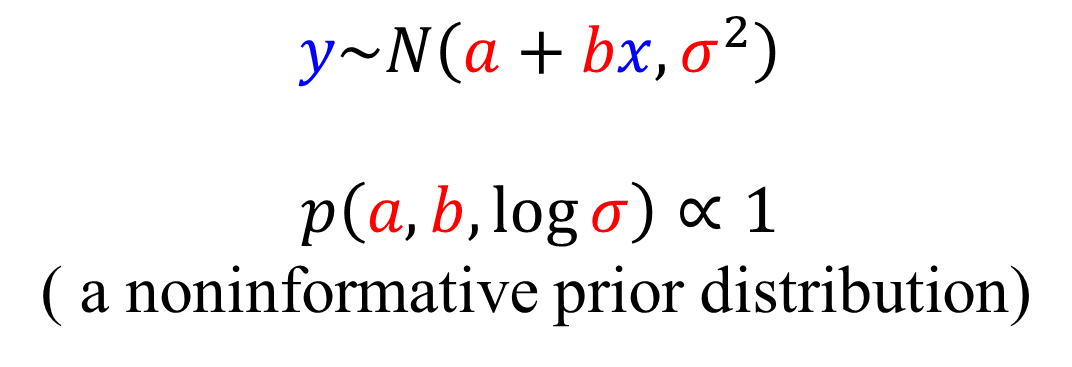 y~N(a + bx, σ²)
p(a, b, log σ) ∝ 1
( a noninformative prior distribution)